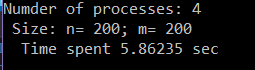 Numder of processes: 4
Size: n= 200; m= 200
Time spent 5.86235 sec